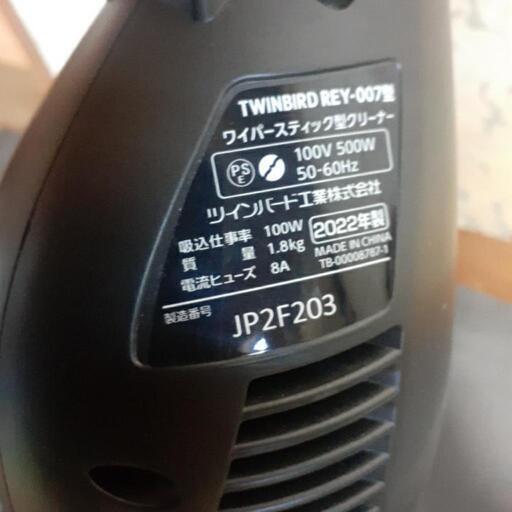 TWINBIRD REY-007型
ワイパースティック型クリーナー
PS E 100V 500W
50-60Hz
ツインバード工業株式会社
吸込仕事率 100W 2022年製
質量 1.8kg MADE IN CHINA
電流ヒューズ 8A TB-00008787-1
製造番号 JP2F203